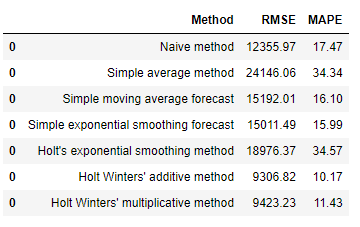 Method RMSE MAPE
0 Naive method 12355.97 17.47
0 Simple average method 24146.06 34.34
0 Simple moving average forecast 15192.01 16.10
0 Simple exponential smoothing forecast 15011.49 15.99
0 Holt's exponential smoothing method 18976.37 34.57
0 Holt Winters' additive method 9306.82 10.17
0 Holt Winters' multiplicative method 9423.23 11.43